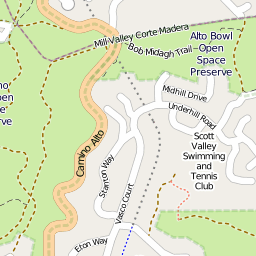 Mill Valley Corte Madera
Bob Midagh Trail
Alto Bowl
Open
Space
Preserve
Midhill Drive
Underhill Road
Scott
Valley
Swimming
and
Tennis
Club
Camino Alto
Stanton Way
Vasco Court
Eton Way